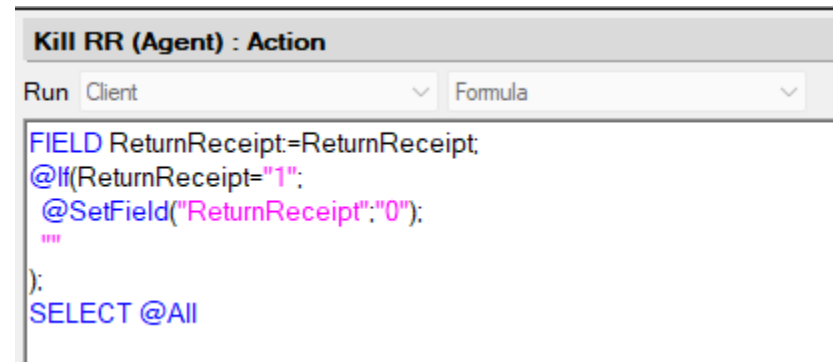 Kill RR (Agent) : Action
Run Client Formula
FIELD ReturnReceipt:=ReturnReceipt;
@If(ReturnReceipt="1";
@SetField("ReturnReceipt";"0");
""
);
SELECT @All